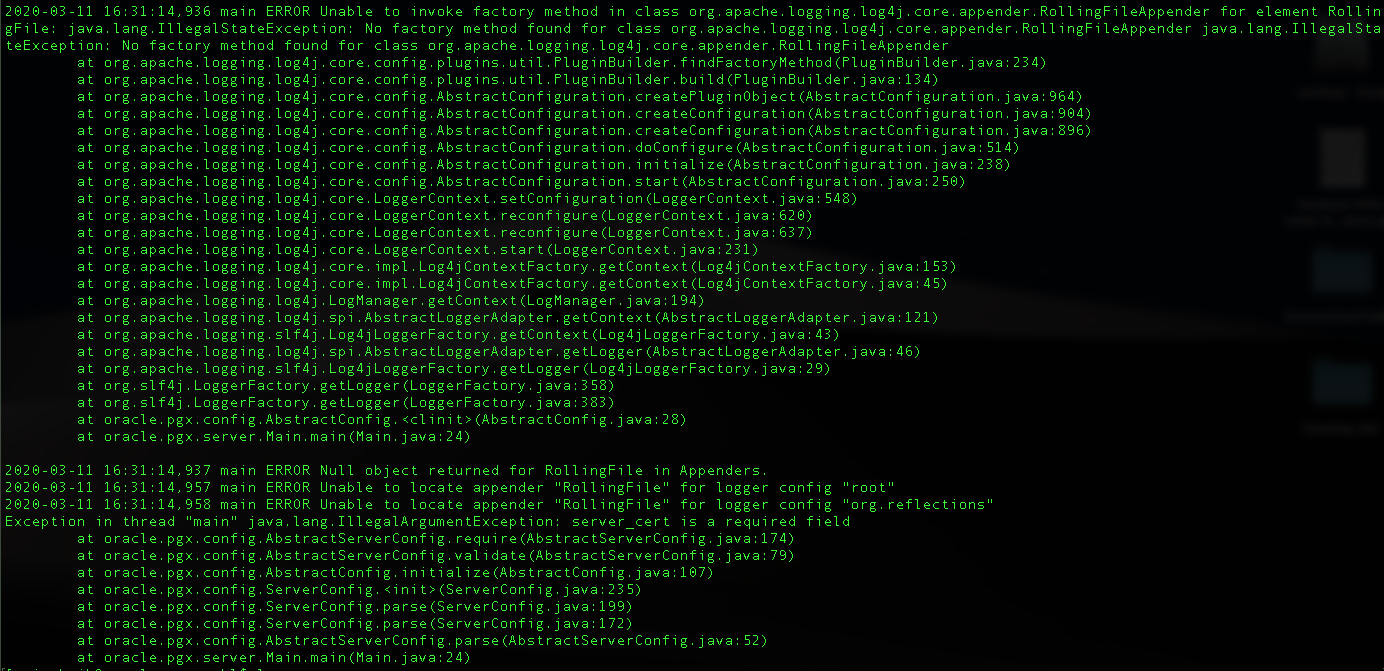 2020-03-11 16:31:14,936 main ERROR Unable to invoke factory method in class org.apache.logging.log4j.core.appender.RollingFileAppender for element Rollin
gFile: java.lang.IllegalStateException: No factory method found for class org.apache.logging.log4j.core.appender.RollingFileAppender java.lang.IllegalSta
teException: No factory method found for class org.apache.logging.log4j.core.appender.RollingFileAppender
at org.apache.logging.log4j.core.config.plugins.util.PluginBuilder.findFactoryMethod(PluginBuilder.java:234)
at org.apache.logging.log4j.core.config.plugins.util.PluginBuilder.build(PluginBuilder.java:134)
at org.apache.logging.log4j.core.config.AbstractConfiguration.createPluginObject(AbstractConfiguration.java:964)
at org.apache.logging.log4j.core.config.AbstractConfiguration.createConfiguration(AbstractConfiguration.java:904)
at org.apache.logging.log4j.core.config.AbstractConfiguration.createConfiguration(AbstractConfiguration.java:896)
at org.apache.logging.log4j.core.config.AbstractConfiguration.doConfigure(AbstractConfiguration.java:514)
at org.apache.logging.log4j.core.config.AbstractConfiguration.initialize(AbstractConfiguration.java:238)
at org.apache.logging.log4j.core.config.AbstractConfiguration.start(AbstractConfiguration.java:250)
at org.apache.logging.log4j.core.LoggerContext.setConfiguration(LoggerContext.java:548)
at org.apache.logging.log4j.core.LoggerContext.reconfigure(LoggerContext.java:620)
at org.apache.logging.log4j.core.LoggerContext.reconfigure(LoggerContext.java:637)
at org.apache.logging.log4j.core.LoggerContext.start(LoggerContext.java:231)
at org.apache.logging.log4j.core.impl.Log4jContextFactory.getContext(Log4jContextFactory.java:153)
at org.apache.logging.log4j.core.impl.Log4jContextFactory.getContext(Log4jContextFactory.java:45)
at org.apache.logging.log4j.LogManager.getContext(LogManager.java:194)
at org.apache.logging.log4j.spi.AbstractLoggerAdapter.getContext(AbstractLoggerAdapter.java:121)
at org.apache.logging.slf4j.Log4jLoggerFactory.getContext(Log4jLoggerFactory.java:43)
at org.apache.logging.log4j.spi.AbstractLoggerAdapter.getLogger(AbstractLoggerAdapter.java:46)
at org.apache.logging.slf4j.Log4jLoggerFactory.getLogger(Log4jLoggerFactory.java:29)
at org.slf4j.LoggerFactory.getLogger(LoggerFactory.java:358)
at org.slf4j.LoggerFactory.getLogger(LoggerFactory.java:383)
at oracle.pgx.config.AbstractConfig.<clinit>(AbstractConfig.java:28)
at oracle.pgx.server.Main.main(Main.java:24)

2020-03-11 16:31:14,937 main ERROR Null object returned for RollingFile in Appenders.
2020-03-11 16:31:14,957 main ERROR Unable to locate appender "RollingFile" for logger config "root"
2020-03-11 16:31:14,958 main ERROR Unable to locate appender "RollingFile" for logger config "org.reflections"
Exception in thread "main" java.lang.IllegalArgumentException: server_cert is a required field
at oracle.pgx.config.AbstractServerConfig.require(AbstractServerConfig.java:174)
at oracle.pgx.config.AbstractServerConfig.validate(AbstractServerConfig.java:79)
at oracle.pgx.config.AbstractConfig.initialize(AbstractConfig.java:107)
at oracle.pgx.config.ServerConfig.<init>(ServerConfig.java:235)
at oracle.pgx.config.ServerConfig.parse(ServerConfig.java:199)
at oracle.pgx.config.ServerConfig.parse(ServerConfig.java:172)
at oracle.pgx.config.AbstractServerConfig.parse(AbstractServerConfig.java:52)
at oracle.pgx.server.Main.main(Main.java:24)